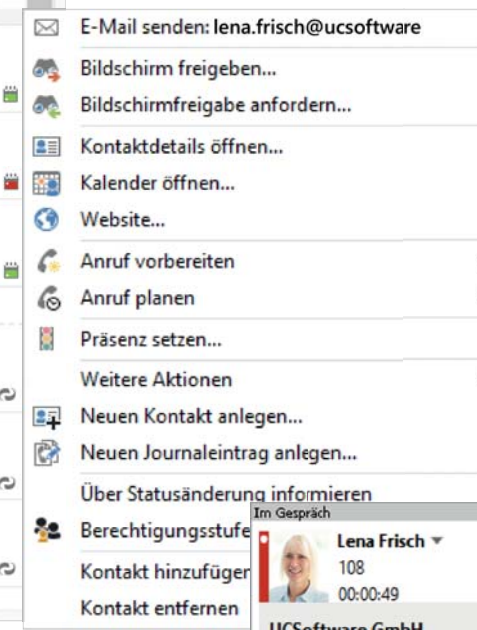 E-Mail senden: lena.frisch@ucsoftware
Bildschirm freigeben...
Bildschirmfreigabe anfordern...
Kontaktdetails öffnen...
Kalender öffnen...
Website...
Anruf vorbereiten
Anruf planen
Präsenz setzen...
Weitere Aktionen
Neuen Kontakt anlegen...
Neuen Journaleintrag anlegen...
Über Statusänderung informieren
Berechtigungsstufe
Kontakt hinzufügen
Kontakt entfernen
Im Gespräch
Lena Frisch
108
00:00:49
UCSoftware GmbH